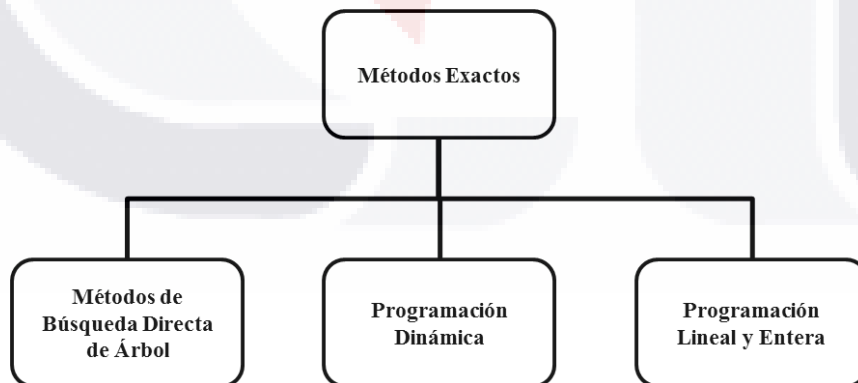 Métodos Exactos
Métodos de
Búsqueda Directa
de Árbol
Programación
Dinámica
Programación
Lineal y Entera